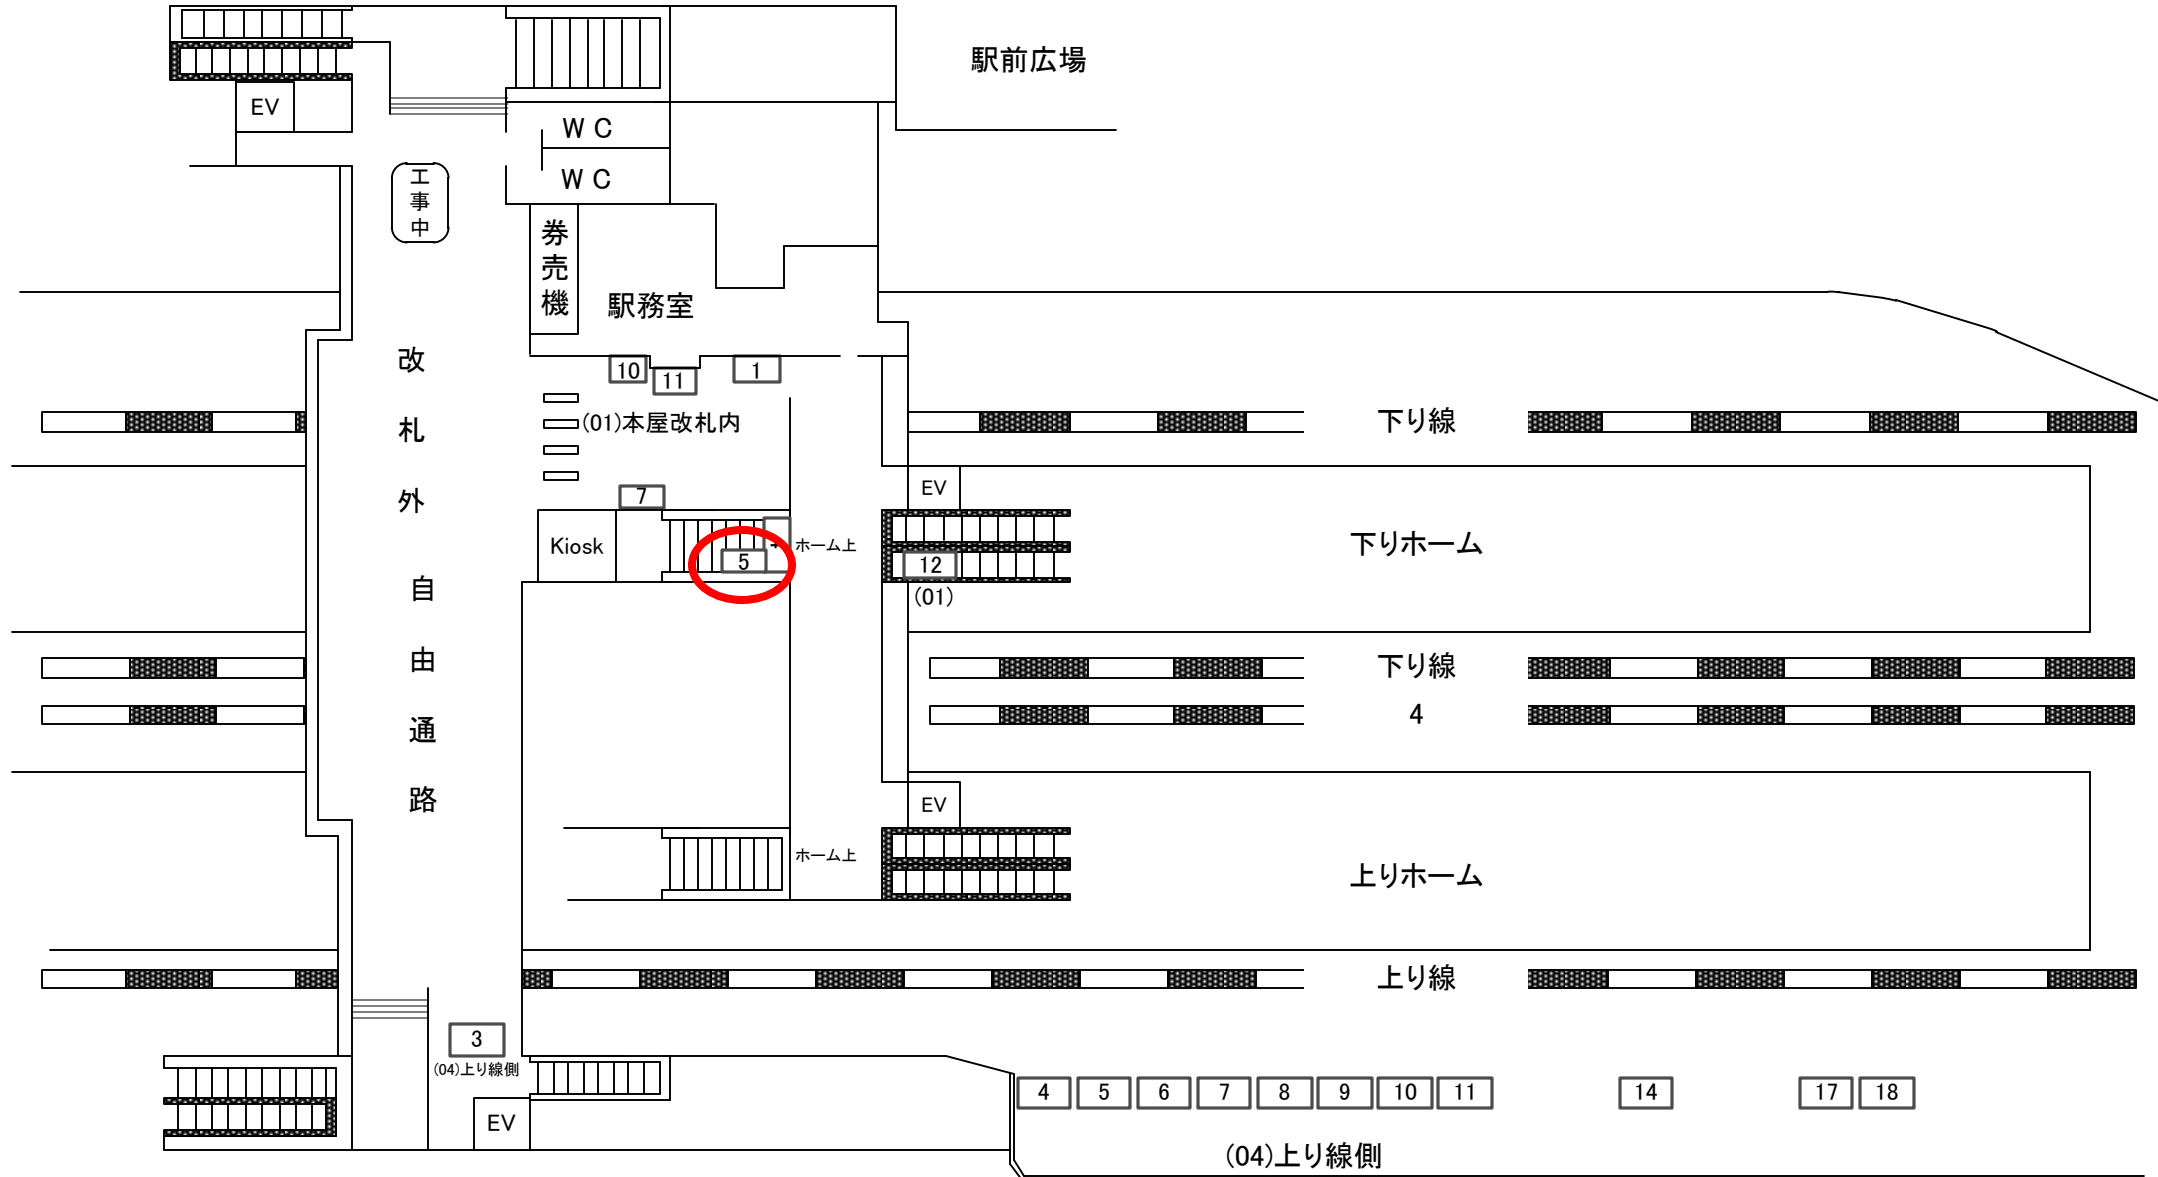 駅前広場
EV
WC
WC
工事中
券売機
駅務室
改札外 自由通路
10
11
1
(01)本屋改札内
下り線
7
EV
Kiosk
5
ホーム上
12
(01)
下りホーム
下り線
4
EV
ホーム上
上りホーム
上り線
3
(04)上り線側
EV
4
5
6
7
8
9
10
11
14
17
18
(04)上り線側